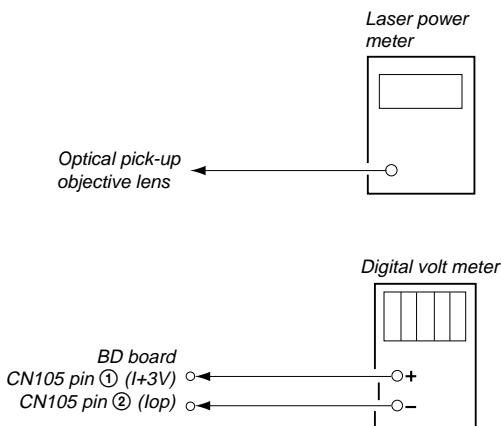 Laser power
meter
Optical pick-up
objective lens
Digital volt meter
BD board
CN105 pin ① (I+3V)
CN105 pin ② (Iop)
+
–